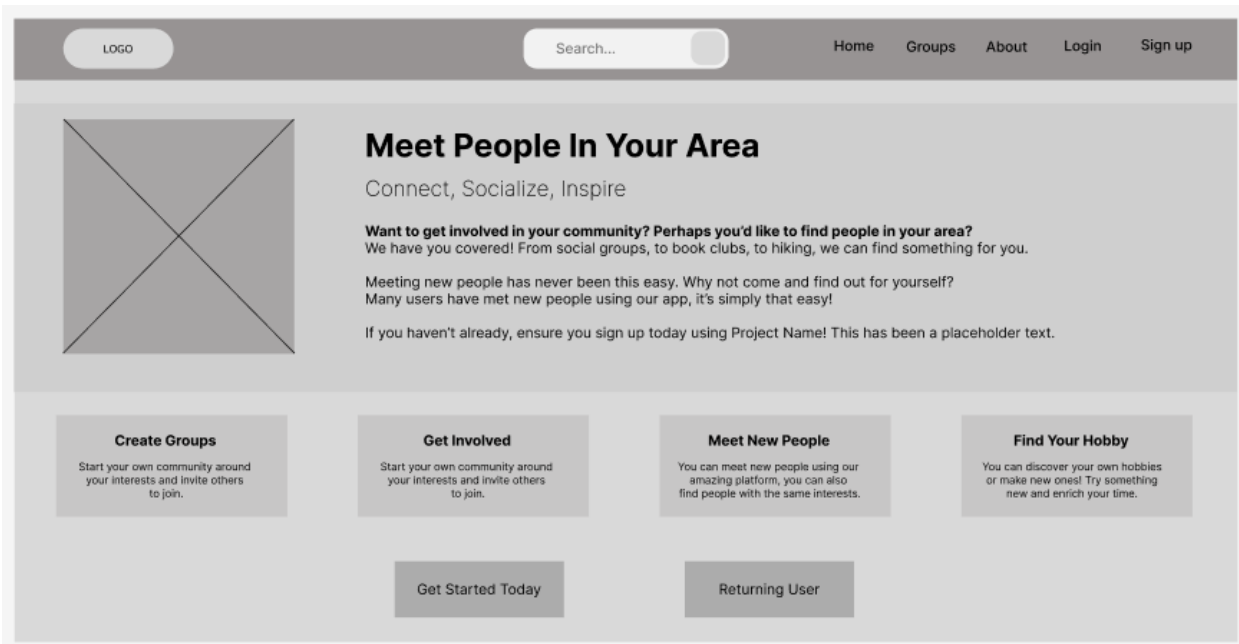 LOGO
Search...
Home
Groups
About
Login
Sign up
Meet People In Your Area
Connect, Socialize, Inspire
Want to get involved in your community? Perhaps you'd like to find people in your area?
We have you covered! From social groups, to book clubs, to hiking, we can find something for you.
Meeting new people has never been this easy. Why not come and find out for yourself?
Many users have met new people using our app, it's simply that easy!
If you haven't already, ensure you sign up today using Project Name! This has been a placeholder text.
Create Groups
Start your own community around
your interests and invite others
to join.
Get Involved
Start your own community around
your interests and invite others
to join.
Meet New People
You can meet new people using our
amazing platform, you can also
find people with the same interests.
Find Your Hobby
You can discover your own hobbies
or make new ones! Try something
new and enrich your time.
Get Started Today
Returning User